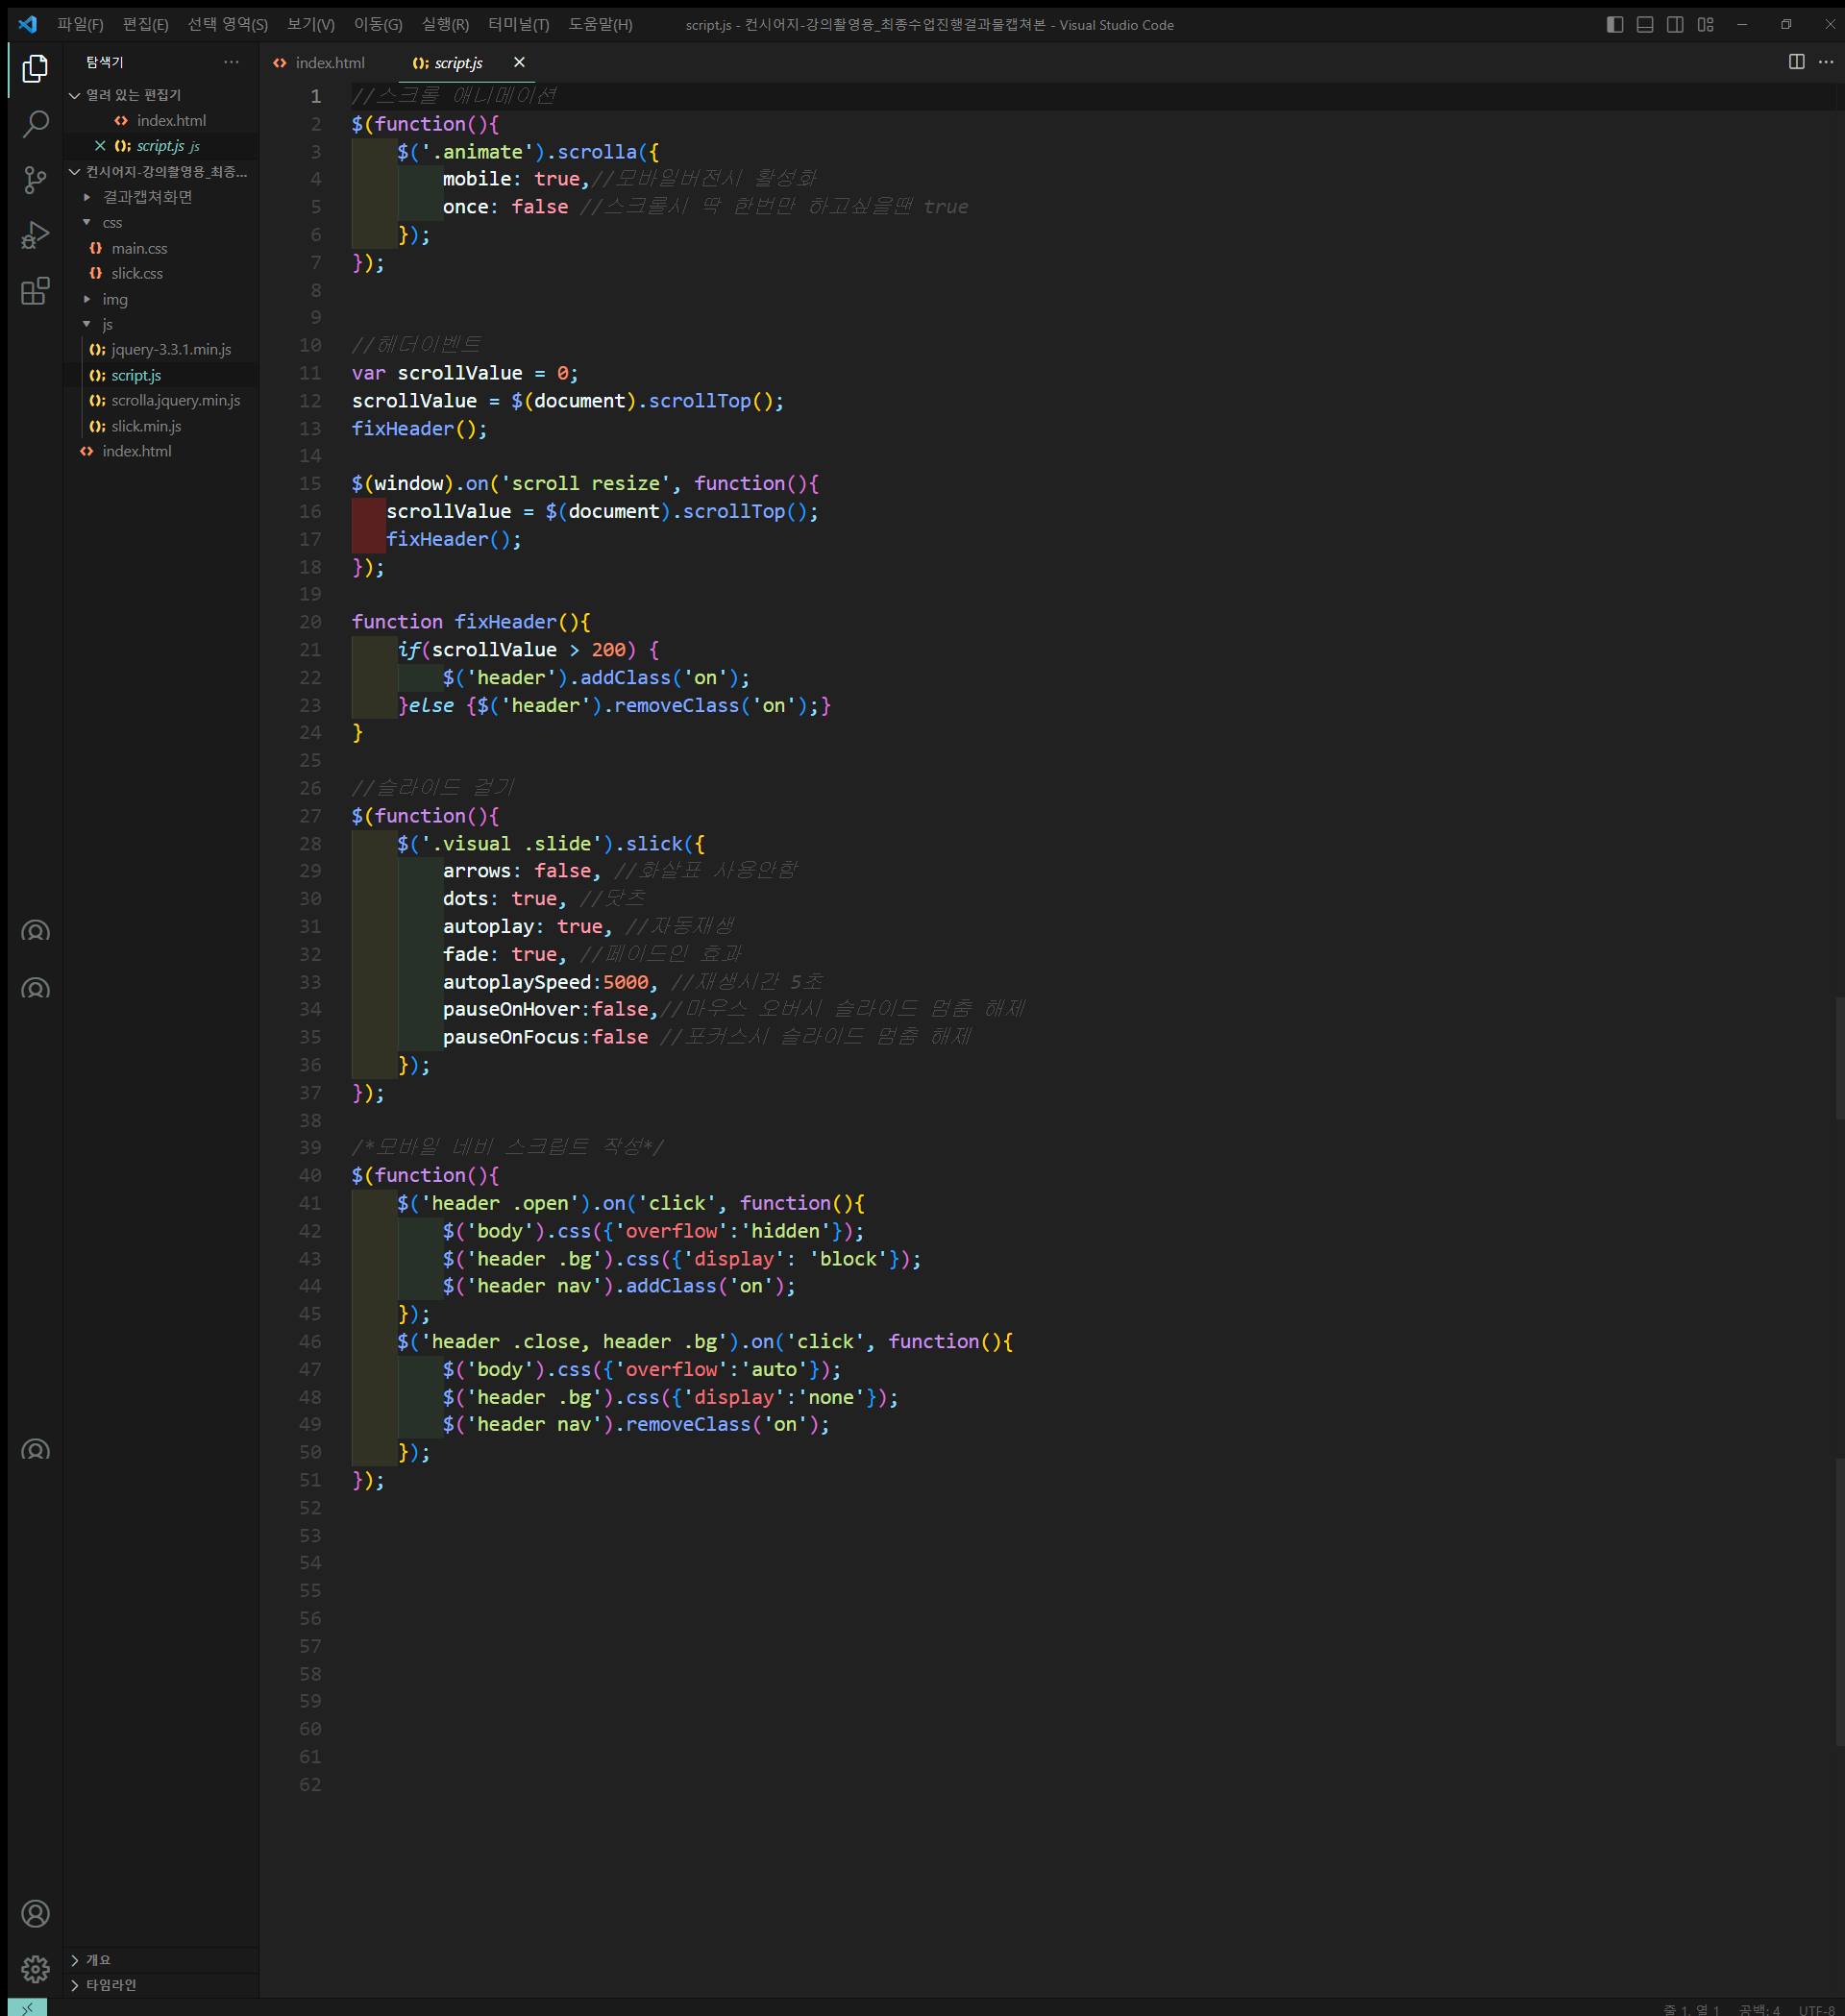 파일(F) 편집(E) 선택 영역(S) 보기(V) 이동(G) 실행(R) 터미널(T) 도움말(H) script.js - 컨시어지-강의촬영용_최종수업진행결과물캡쳐본 - Visual Studio Code
탐색기
열려 있는 편집기
index.html
script.js js
컨시어지-강의촬영용_최종...
결과캡쳐화면
css
main.css
slick.css
img
js
jquery-3.3.1.min.js
script.js
scrolla.jquery.min.js
slick.min.js
index.html
개요
타임라인
index.html script.js
1 //스크롤 애니메이션
2 $(function(){
3 $('.animate').scrolla({
4 mobile: true,//모바일버전시 활성화
5 once: false //스크롤시 딱 한번만 하고싶을땐 true
6 });
7 });
8
9
10 //헤더이벤트
11 var scrollValue = 0;
12 scrollValue = $(document).scrollTop();
13 fixHeader();
14
15 $(window).on('scroll resize', function(){
16 scrollValue = $(document).scrollTop();
17 fixHeader();
18 });
19
20 function fixHeader(){
21 if(scrollValue > 200) {
22 $('header').addClass('on');
23 }else {$('header').removeClass('on');}
24 }
25
26 //슬라이드 걸기
27 $(function(){
28 $('.visual .slide').slick({
29 arrows: false, //화살표 사용안함
30 dots: true, //닷츠
31 autoplay: true, //자동재생
32 fade: true, //페이드인 효과
33 autoplaySpeed:5000, //재생시간 5초
34 pauseOnHover:false,//마우스 오버시 슬라이드 멈춤 해제
35 pauseOnFocus:false //포커스시 슬라이드 멈춤 해제
36 });
37 });
38
39 /*모바일 네비 스크립트 작성*/
40 $(function(){
41 $('header .open').on('click', function(){
42 $('body').css({'overflow':'hidden'});
43 $('header .bg').css({'display': 'block'});
44 $('header nav').addClass('on');
45 });
46 $('header .close, header .bg').on('click', function(){
47 $('body').css({'overflow':'auto'});
48 $('header .bg').css({'display':'none'});
49 $('header nav').removeClass('on');
50 });
51 });
52
53
54
55
56
57
58
59
60
61
62
줄 1, 열 1 공백: 4 UTF-8